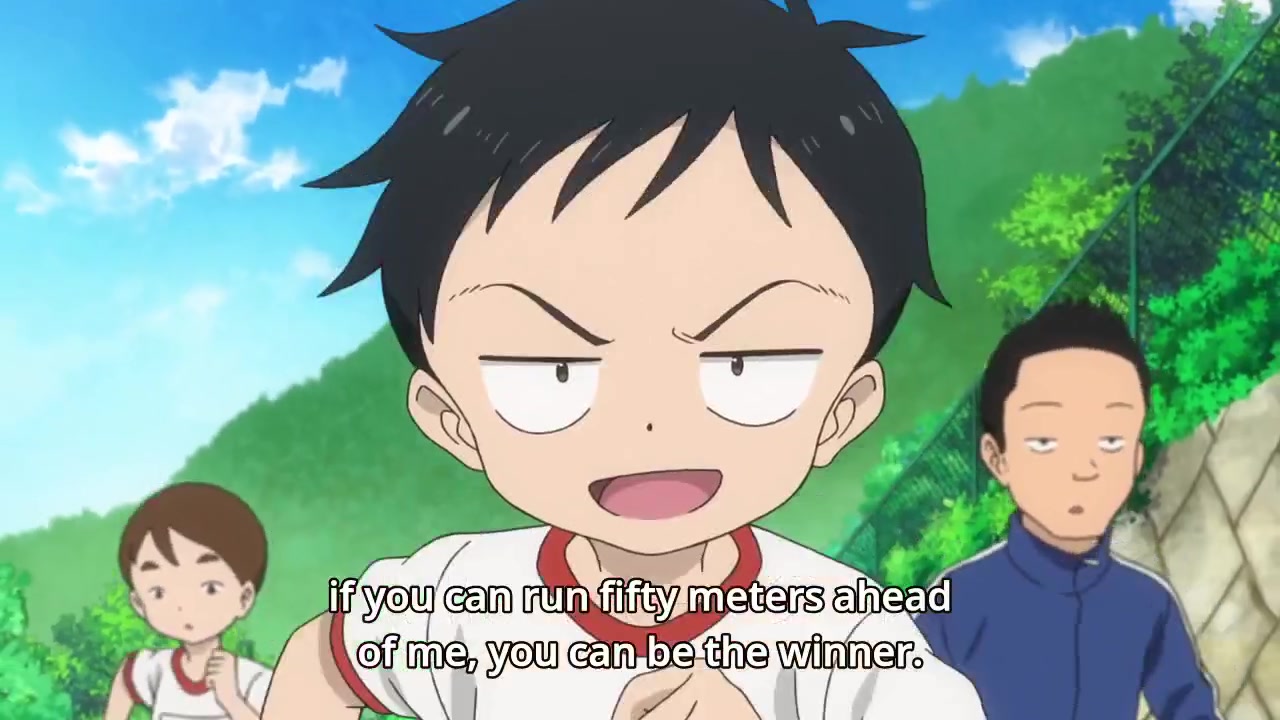 if you can run fifty meters ahead
of me, you can be the winner.